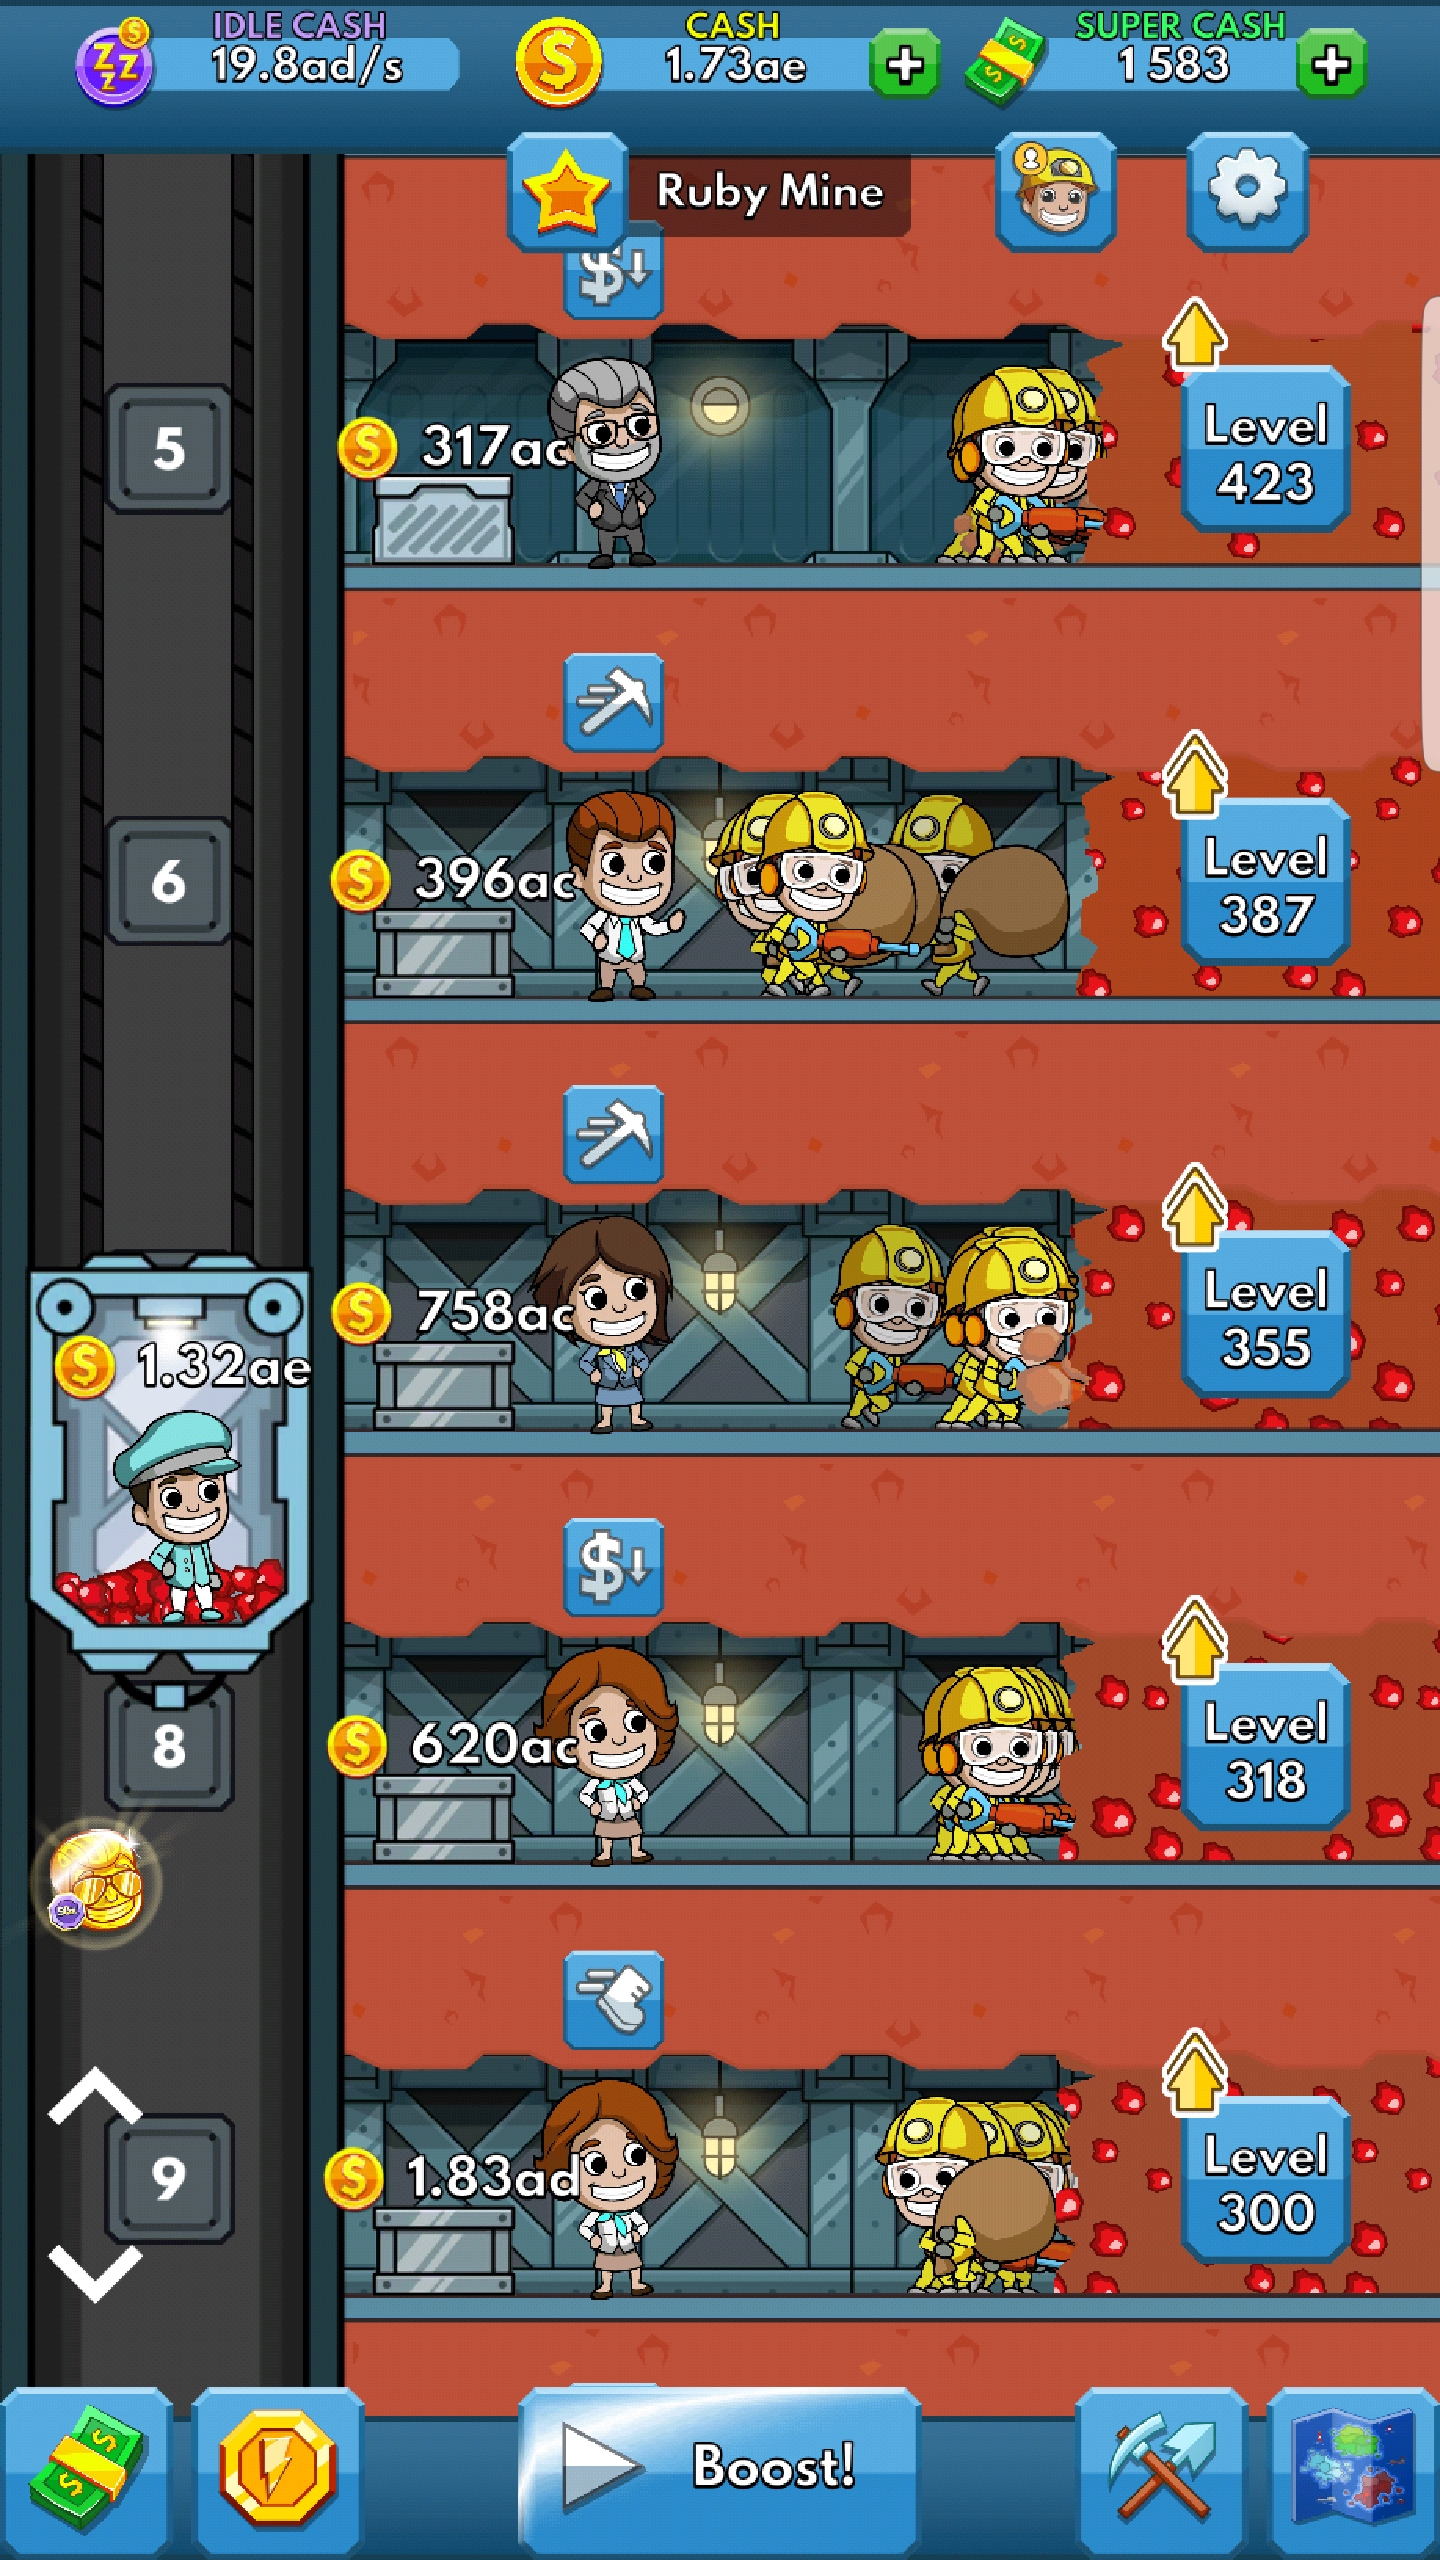 IDLE CASH
19.8ad/s
CASH
1.73ae
SUPER CASH
1 583
Ruby Mine
5
317ac
Level
423
6
396ac
Level
387
1.32ae
758ac
Level
355
8
620ac
Level
318
9
1.83ad
Level
300
Boost!